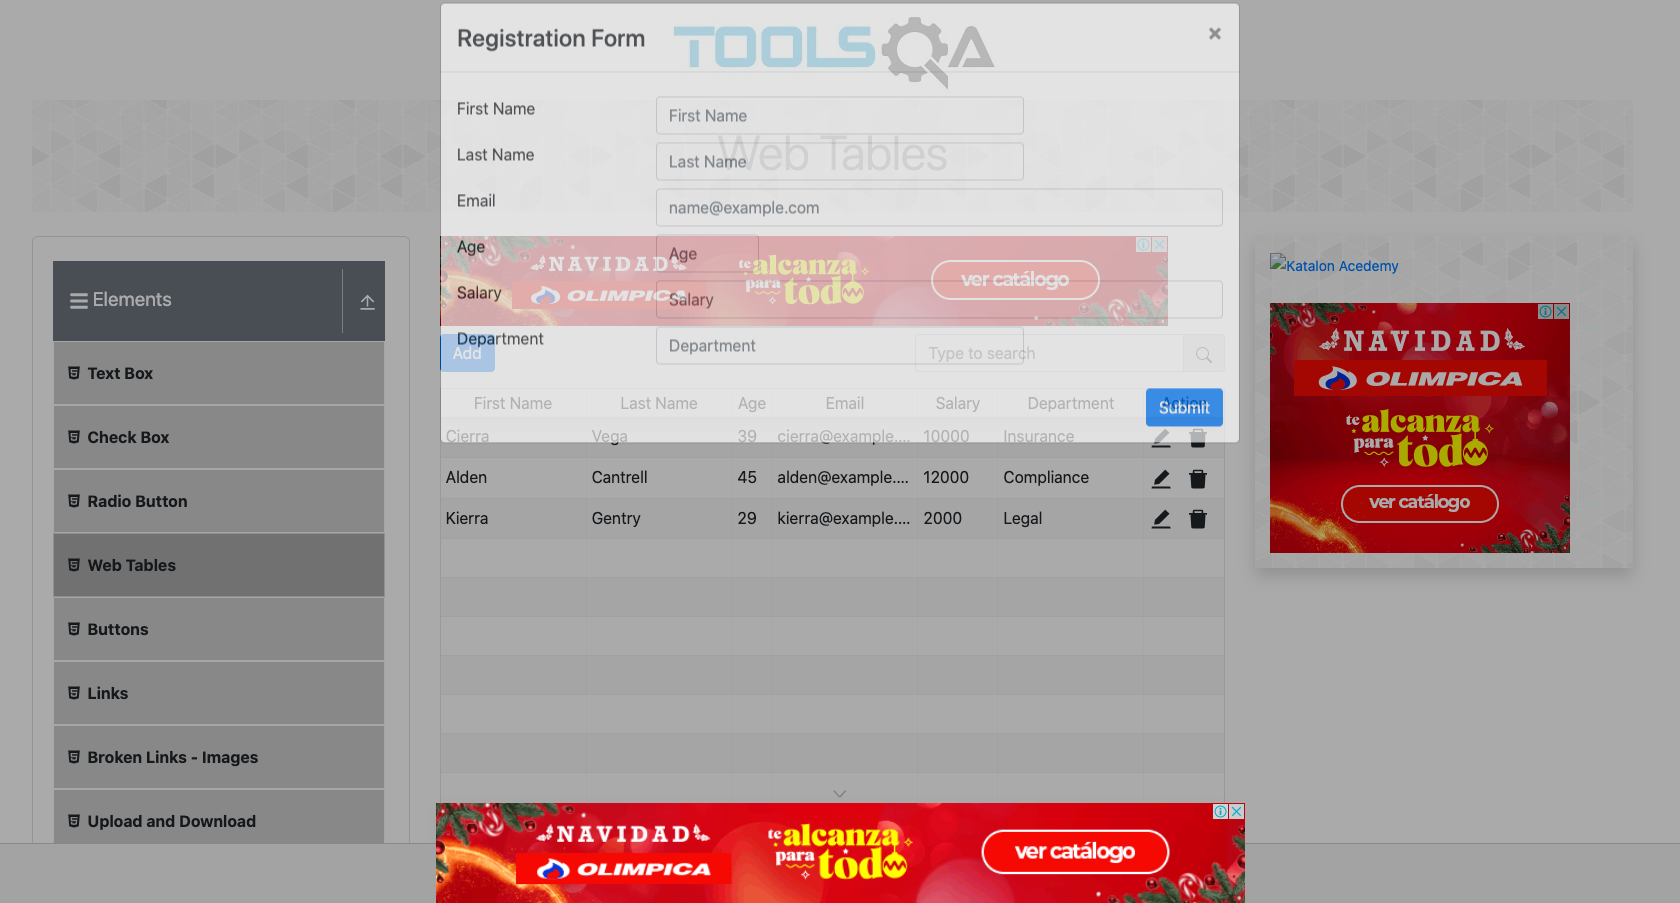 Registration Form
×
TOOLSQA
First Name
First Name
Web Tables
Last Name
Last Name
Email
name@example.com
Age
Age
Salary
Salary
Department
Department
Submit
NAVIDAD
OLIMPICA
te alcanza
para todo
ver catálogo
Add
Type to search
First Name Last Name Age Email Salary Department Action
Cierra Vega 39 cierra@example.... 10000 Insurance
Alden Cantrell 45 alden@example.... 12000 Compliance
Kierra Gentry 29 kierra@example.... 2000 Legal
Elements
Text Box
Check Box
Radio Button
Web Tables
Buttons
Links
Broken Links - Images
Upload and Download
Katalon Acedemy
NAVIDAD
OLIMPICA
te alcanza
para todo
ver catálogo
NAVIDAD
OLIMPICA
te alcanza
para todo
ver catálogo